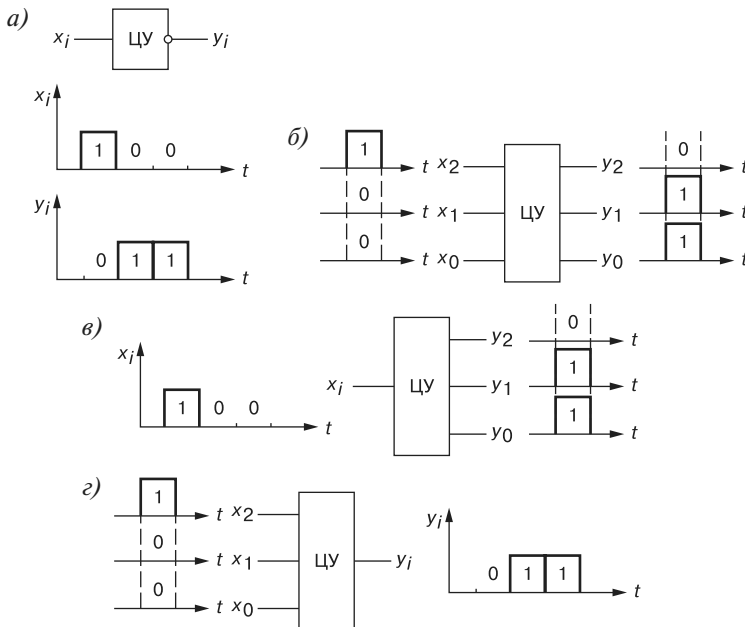 а)
x_i ЦУ y_i
x_i
1 0 0
t
y_i
0 1 1
t
б)
1 t x_2 y_2 0 t
0 t x_1 ЦУ y_1 1 t
0 t x_0 y_0 1 t
в)
x_i
1 0 0
t
y_2 0 t
x_i ЦУ y_1 1 t
y_0 1 t
г)
1 t x_2
0 t x_1 ЦУ y_i
0 t x_0
y_i
0 1 1
t